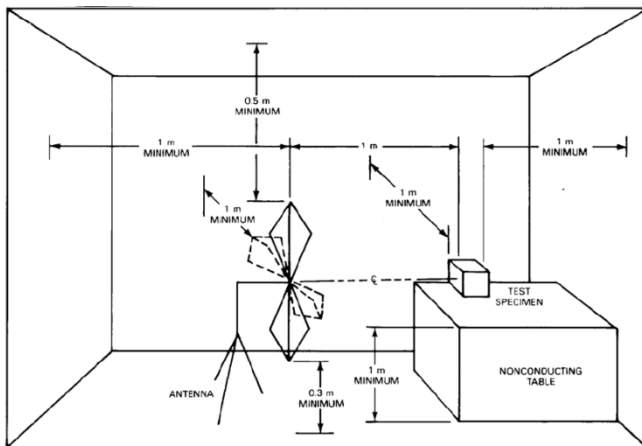 0.5 m
MINIMUM
1 m
MINIMUM
1 m
1 m
MINIMUM
1 m
MINIMUM
1 m
MINIMUM
℄
TEST
SPECIMEN
1 m
MINIMUM
NONCONDUCTING
TABLE
ANTENNA
0.3 m
MINIMUM